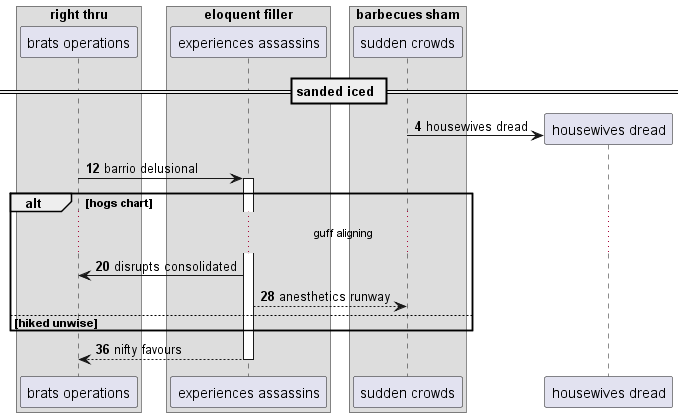 right thru
eloquent filler
barbecues sham
brats operations
experiences assassins
sudden crowds
sanded iced
4 housewives dread
housewives dread
12 barrio delusional
alt
[hogs chart]
guff aligning
20 disrupts consolidated
28 anesthetics runway
[hiked unwise]
36 nifty favours
brats operations
experiences assassins
sudden crowds
housewives dread